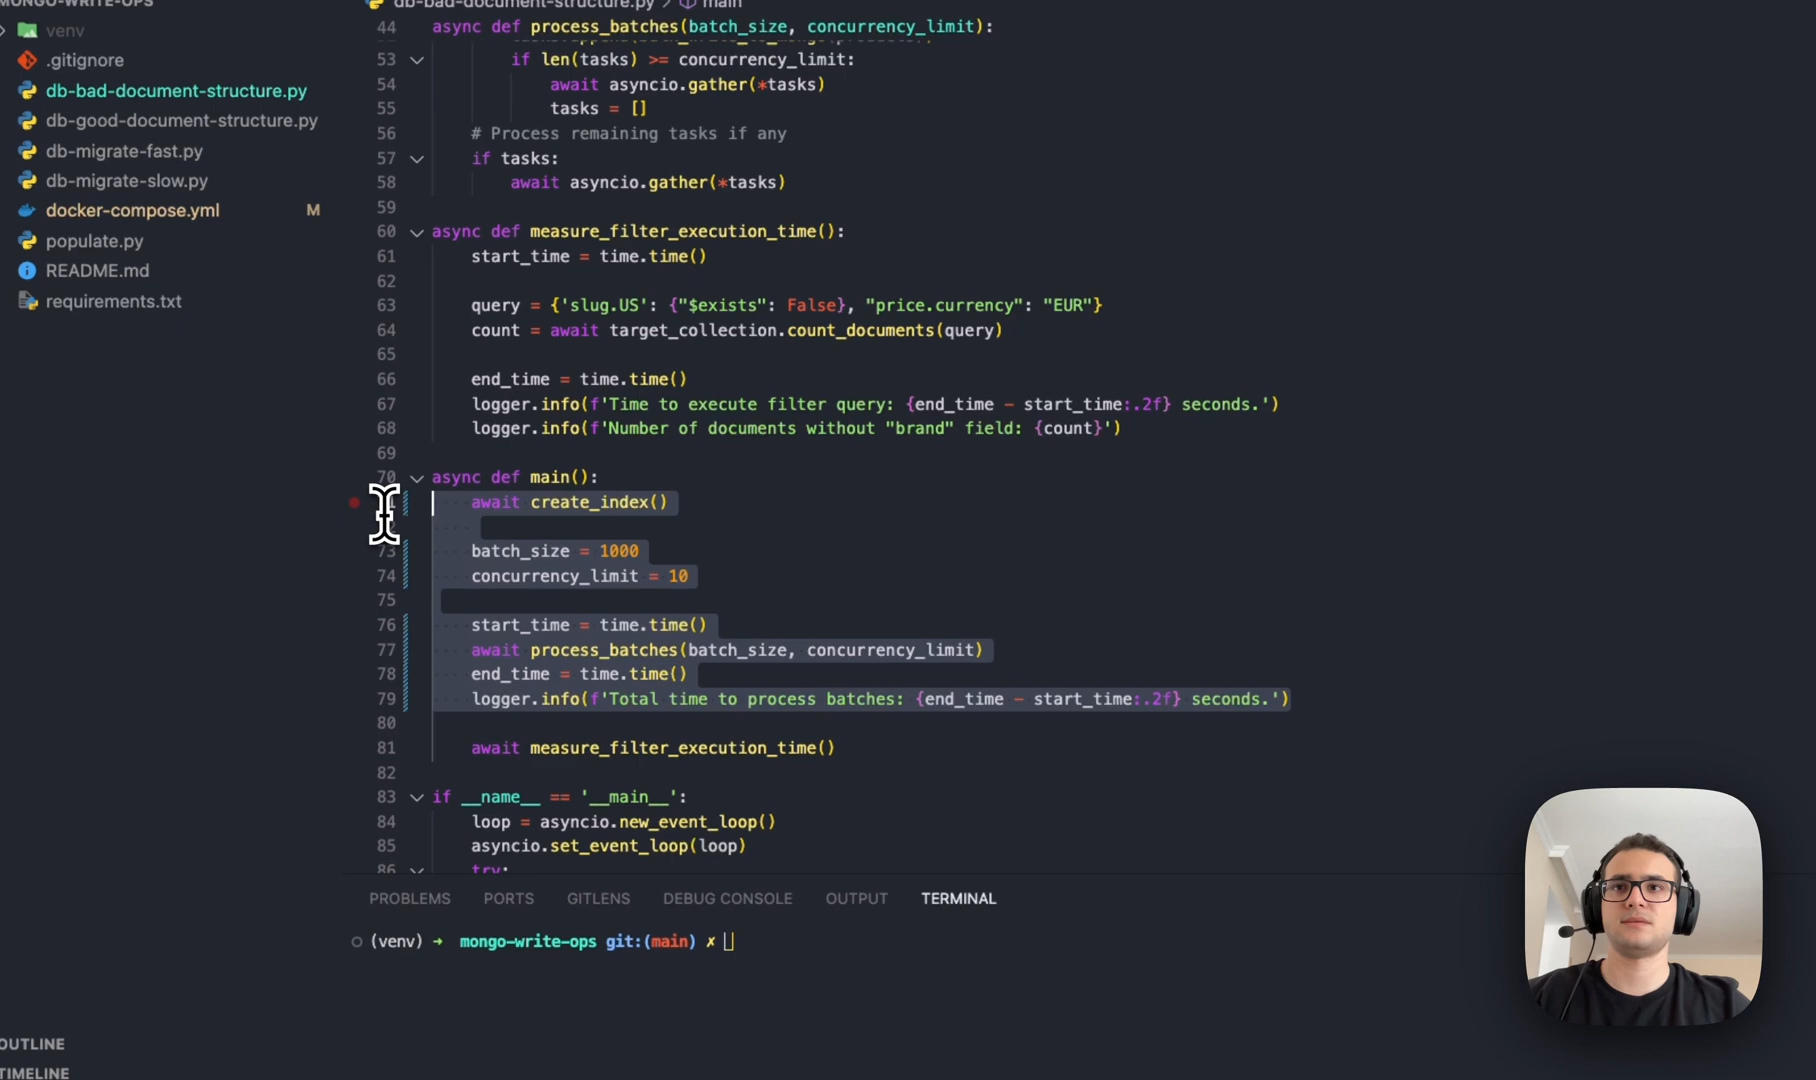 MONGO-WRITE-OPS
venv
.gitignore
db-bad-document-structure.py
db-good-document-structure.py
db-migrate-fast.py
db-migrate-slow.py
docker-compose.yml M
populate.py
README.md
requirements.txt
OUTLINE
TIMELINE
db-bad-document-structure.py > main
44 async def process_batches(batch_size, concurrency_limit):
53 if len(tasks) >= concurrency_limit:
54 await asyncio.gather(*tasks)
55 tasks = []
56 # Process remaining tasks if any
57 if tasks:
58 await asyncio.gather(*tasks)
59
60 async def measure_filter_execution_time():
61 start_time = time.time()
62
63 query = {'slug.US': {"$exists": False}, "price.currency": "EUR"}
64 count = await target_collection.count_documents(query)
65
66 end_time = time.time()
67 logger.info(f'Time to execute filter query: {end_time - start_time:.2f} seconds.')
68 logger.info(f'Number of documents without "brand" field: {count}')
69
70 async def main():
await create_index()
73 batch_size = 1000
74 concurrency_limit = 10
75
76 start_time = time.time()
77 await process_batches(batch_size, concurrency_limit)
78 end_time = time.time()
79 logger.info(f'Total time to process batches: {end_time - start_time:.2f} seconds.')
80
81 await measure_filter_execution_time()
82
83 if __name__ == '__main__':
84 loop = asyncio.new_event_loop()
85 asyncio.set_event_loop(loop)
86 try:
PROBLEMS PORTS GITLENS DEBUG CONSOLE OUTPUT TERMINAL
(venv) ➜ mongo-write-ops git:(main) ✗